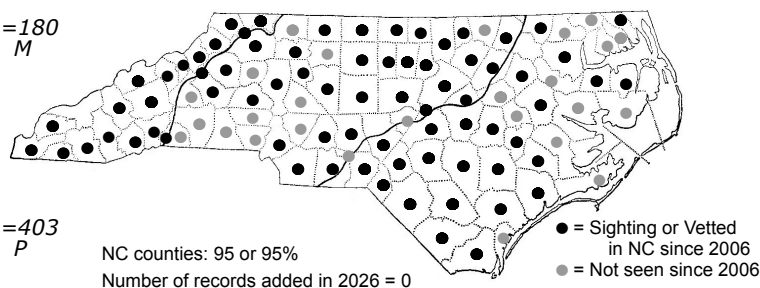 =180
M
=403
P
NC counties: 95 or 95%
Number of records added in 2026 = 0
= Sighting or Vetted
in NC since 2006
= Not seen since 2006